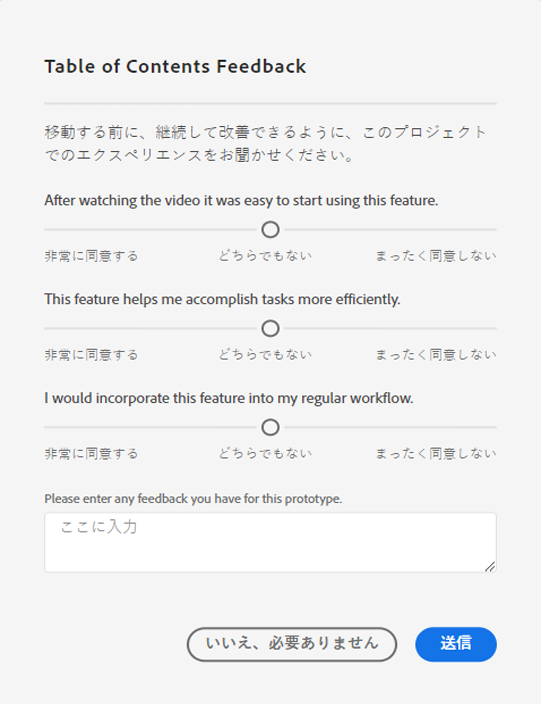 Table of Contents Feedback
移動する前に、継続して改善できるように、このプロジェクト
でのエクスペリエンスをお聞かせください。
After watching the video it was easy to start using this feature.
非常に同意する どちらでもない まったく同意しない
This feature helps me accomplish tasks more efficiently.
非常に同意する どちらでもない まったく同意しない
I would incorporate this feature into my regular workflow.
非常に同意する どちらでもない まったく同意しない
Please enter any feedback you have for this prototype.
ここに入力
いいえ、必要ありません 送信